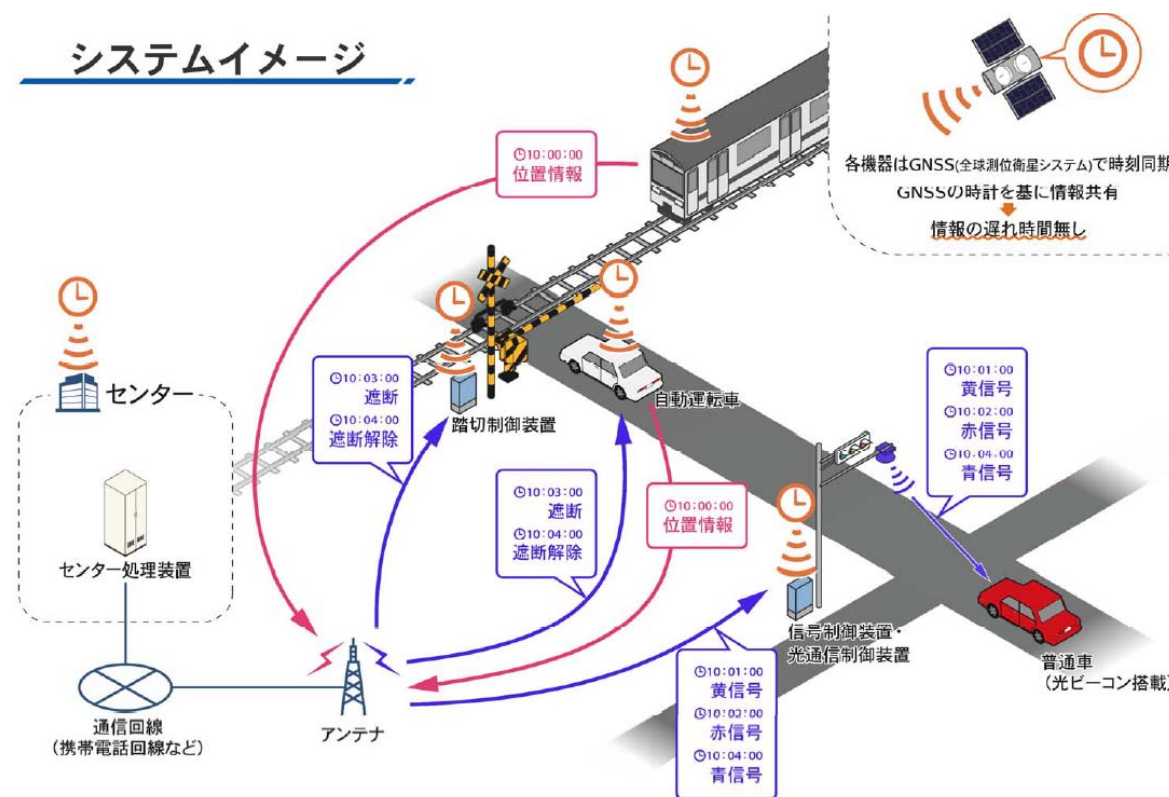 システムイメージ
各機器はGNSS(全球測位衛星システム)で時刻同期
GNSSの時計を基に情報共有
情報の遅れ時間無し
10:00:00
位置情報
センター
センター処理装置
通信回線
(携帯電話回線など)
アンテナ
10:03:00
遮断
10:04:00
遮断解除
踏切制御装置
自動運転車
10:03:00
遮断
10:04:00
遮断解除
10:00:00
位置情報
10:01:00
黄信号
10:02:00
赤信号
10:04:00
青信号
信号制御装置・
光通信制御装置
10:01:00
黄信号
10:02:00
赤信号
10:04:00
青信号
普通車
(光ビーコン搭載)